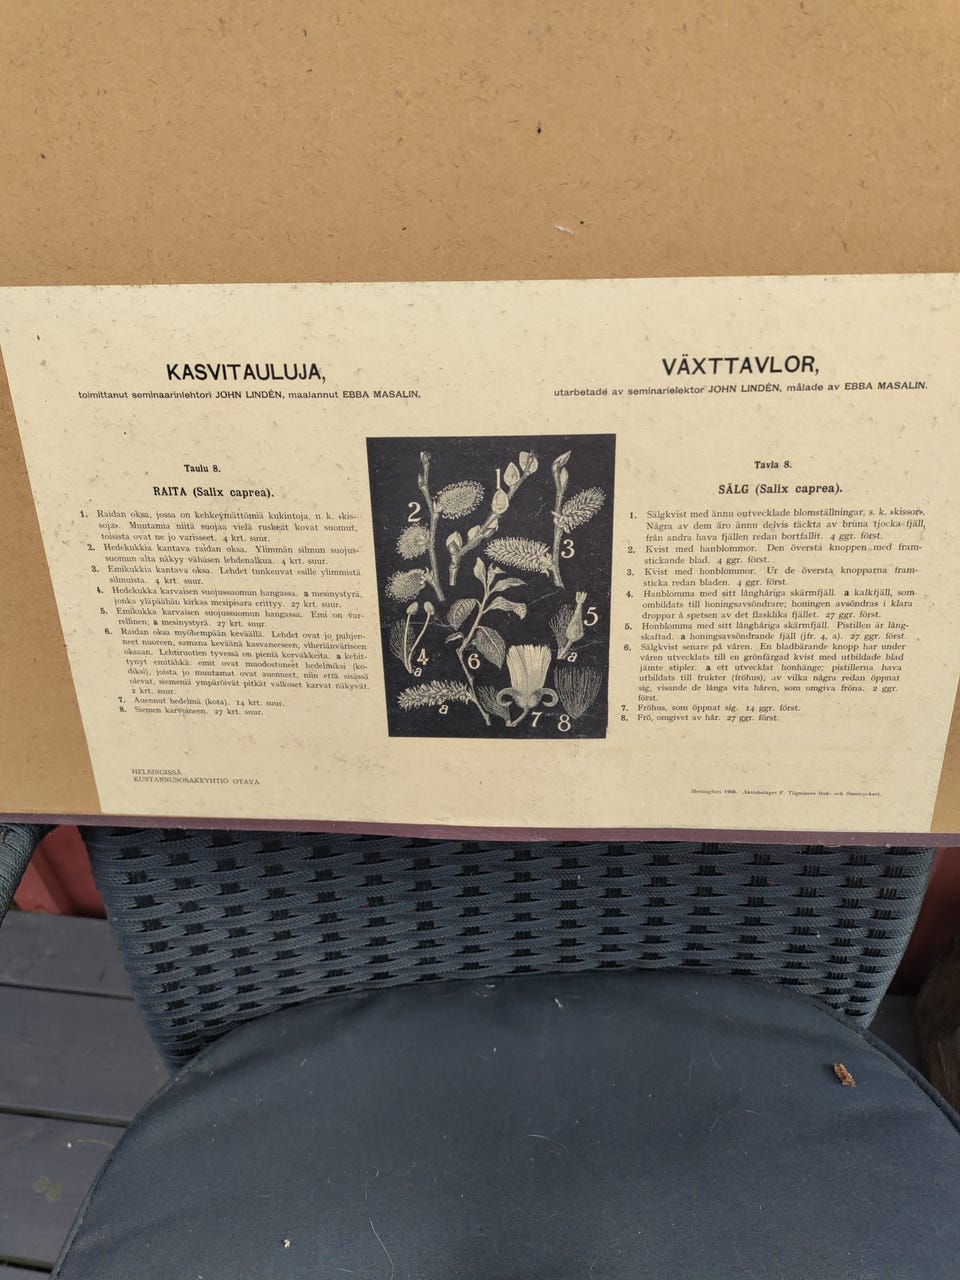 KASVITAULUJA,
toimittanut seminaarinlehtori JOHN LINDÉN, maalannut EBBA MASALIN.
Taulu 8.
RAITA (Salix caprea).
1. Raidan oksa, jossa on kehkeymättömiä kukintoja, n. k. »kis-
soja». Muutamia niitä suojaa vielä ruskeat kovat suomut,
toisista ovat ne jo varisseet. 4 krt. suur.
2. Hedekukkia kantava raidan oksa. Ylimmän silmun suojus-
suomun alta näkyy vähäsen lehdenalkua. 4 krt. suur.
3. Emikukkia kantava oksa. Lehdet tunkeuvat esille ylimmistä
silmuista. 4 krt. suur.
4. Hedekukka karvaisen suojussuomun hangassa. a mesinystyrä,
jonka yläpäähän kirkas mesipisara erittyy. 27 krt. suur.
5. Emikukka karvaisen suojussuomun hangassa. Emi on var-
rellinen; a mesinystyrä. 27 krt. suur.
6. Raidan oksa myöhempään keväällä. Lehdet ovat jo puhjen-
neet nuoreen, samana keväänä kasvaneeseen, viheriänväriseen
oksaan. Lehtiruotien tyvessä on pieniä korvakkeita. a kehit-
tynyt emitähkä: emit ovat muodostuneet hedelmiksi (ko-
diksi), joista jo muutamat ovat auenneet, niin että sisässä
olevat, siemeniä ympäröivät pitkät valkoset karvat näkyvät.
2 krt. suur.
7. Auennut hedelmä (kota). 14 krt. suur.
8. Siemen karvoineen. 27 krt. suur.
HELSINGISSÄ
KUSTANNUSOSAKEYHTIÖ OTAVA
1
2
3
4
a
5
a
6
a
7
8
VÄXTTAVLOR,
utarbetade av seminarielektor JOHN LINDÉN, målade av EBBA MASALIN.
Tavla 8.
SÄLG (Salix caprea).
1. Sälgkvist med ännu outvecklade blomställningar, s. k. »kissor».
Några av dem äro ännu delvis täckta av bruna tjocka fjäll,
från andra hava fjällen redan bortfallit. 4 ggr. först.
2. Kvist med hanblommor. Den översta knoppen med fram-
stickande blad. 4 ggr. först.
3. Kvist med honblommor. Ur de översta knopparna fram-
sticka redan bladen. 4 ggr. först.
4. Hanblomma med sitt långhåriga skärmfjäll. a kalkfjäll, som
ombildats till honingsavsöndrare; honingen avsöndras i klara
droppar å spetsen av det flasklika fjället. 27 ggr. först.
5. Honblomma med sitt långhåriga skärmfjäll. Pistillen är lång-
skaftad. a honingsavsöndrande fjäll (jfr. 4, a). 27 ggr. först.
6. Sälgkvist senare på våren. En bladbärande knopp har under
våren utvecklats till en grönfärgad kvist med utbildade blad
jämte stipler. a ett utvecklat honhänge; pistillerna hava
utbildats till frukter (fröhus), av vilka några redan öppnat
sig, visande de långa vita håren, som omgiva fröna. 2 ggr.
först.
7. Fröhus, som öppnat sig. 14 ggr. först.
8. Frö, omgivet av hår. 27 ggr. först.
Helsingfors 1908. Aktiebolaget F. Tilgmanns Bok- och Stentryckeri.